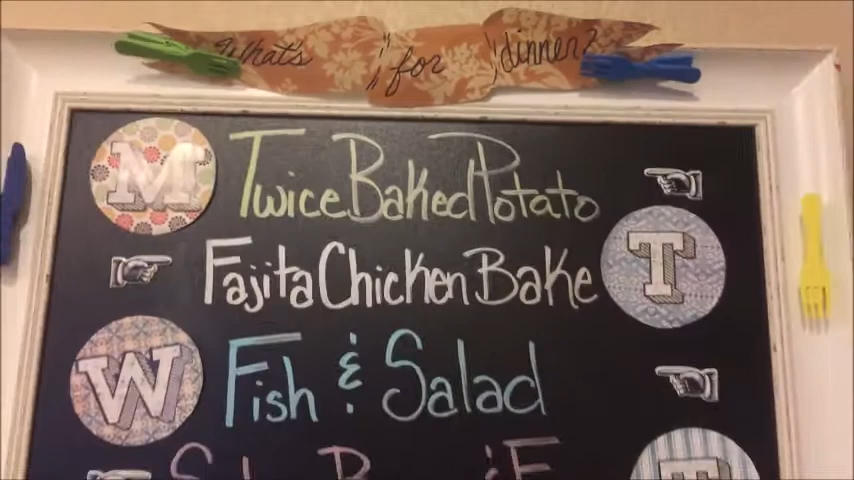 What's for dinner?
M Twice Baked Potato
Fajita Chicken Bake T
W Fish & Salad
T